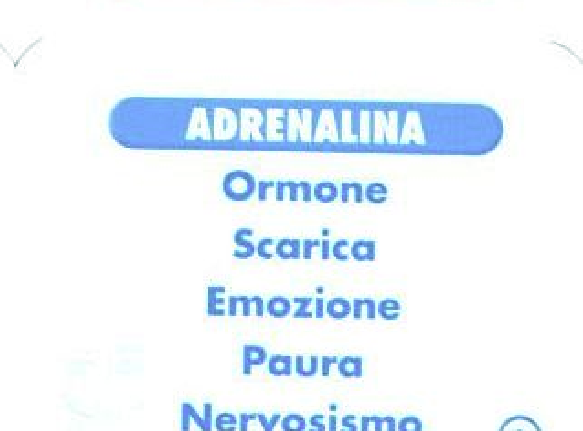 ADRENALINA
Ormone
Scarica
Emozione
Paura
Nervosismo